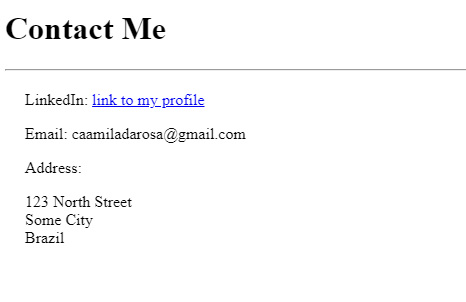 Contact Me
LinkedIn: link to my profile
Email: caamiladarosa@gmail.com
Address:
123 North Street
Some City
Brazil